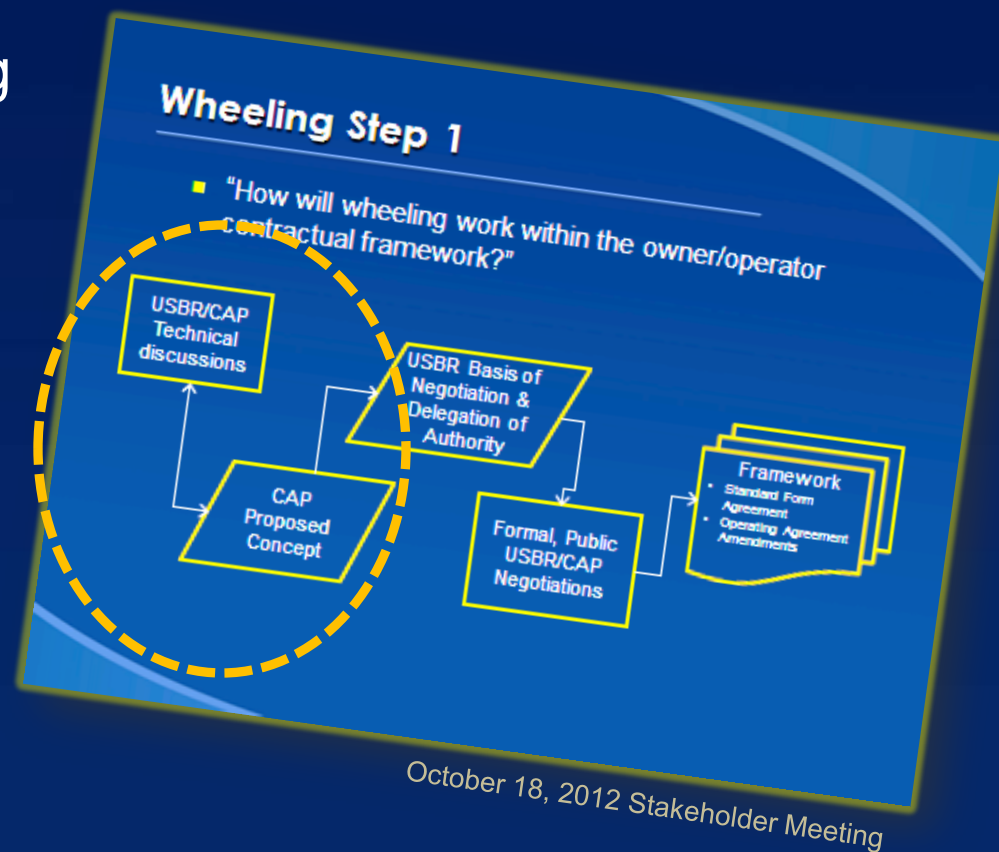 g
Wheeling Step 1
"How will wheeling work within the owner/operator
contractual framework?"
USBR/CAP
Technical
discussions
USBR Basis of
Negotiation &
Delegation of
Authority
CAP
Proposed
Concept
Formal, Public
USBR/CAP
Negotiations
Framework
• Standard Form
Agreement
• Operating Agreement
Amendments
October 18, 2012 Stakeholder Meeting